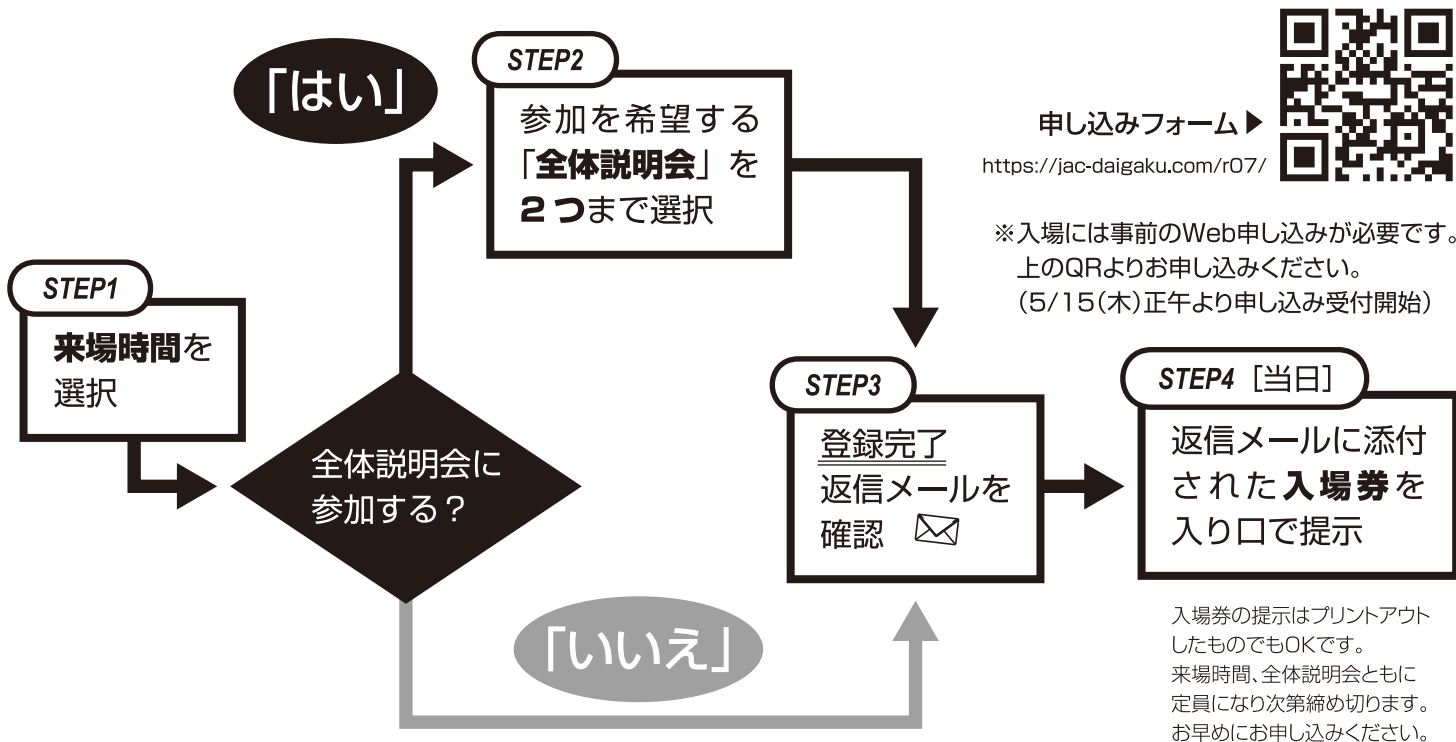 STEP1
来場時間を
選択
全体説明会に
参加する？
「はい」
STEP2
参加を希望する
「全体説明会」を
2つまで選択
「いいえ」
STEP3
登録完了
返信メールを
確認
STEP4 [当日]
返信メールに添付
された入場券を
入り口で提示
入場券の提示はプリントアウト
したものでもOKです。
来場時間、全体説明会ともに
定員になり次第締め切ります。
お早めにお申し込みください。
申し込みフォーム▶
https://jac-daigaku.com/r07/
※入場には事前のWeb申し込みが必要です。
上のQRよりお申し込みください。
（5/15（木）正午より申し込み受付開始）